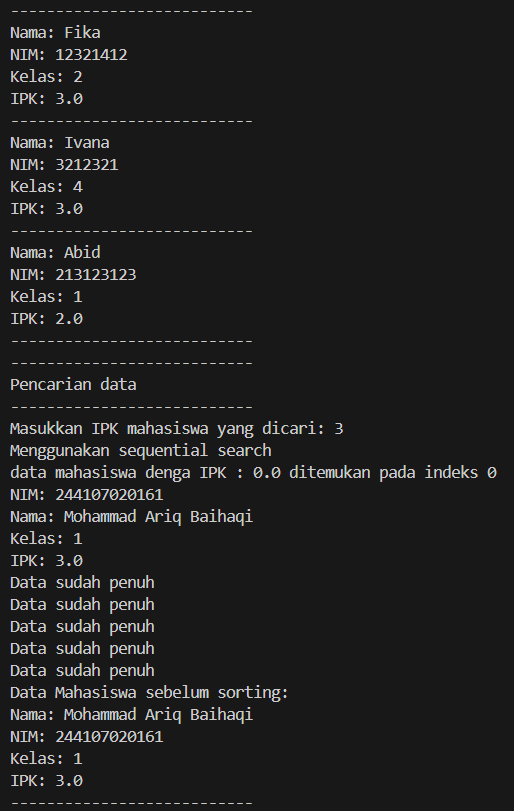 ---------------------------
Nama: Fika
NIM: 12321412
Kelas: 2
IPK: 3.0
---------------------------
Nama: Ivana
NIM: 3212321
Kelas: 4
IPK: 3.0
---------------------------
Nama: Abid
NIM: 213123123
Kelas: 1
IPK: 2.0
---------------------------
---------------------------
Pencarian data
---------------------------
Masukkan IPK mahasiswa yang dicari: 3
Menggunakan sequential search
data mahasiswa denga IPK : 0.0 ditemukan pada indeks 0
NIM: 244107020161
Nama: Mohammad Ariq Baihaqi
Kelas: 1
IPK: 3.0
Data sudah penuh
Data sudah penuh
Data sudah penuh
Data sudah penuh
Data sudah penuh
Data Mahasiswa sebelum sorting:
Nama: Mohammad Ariq Baihaqi
NIM: 244107020161
Kelas: 1
IPK: 3.0
---------------------------